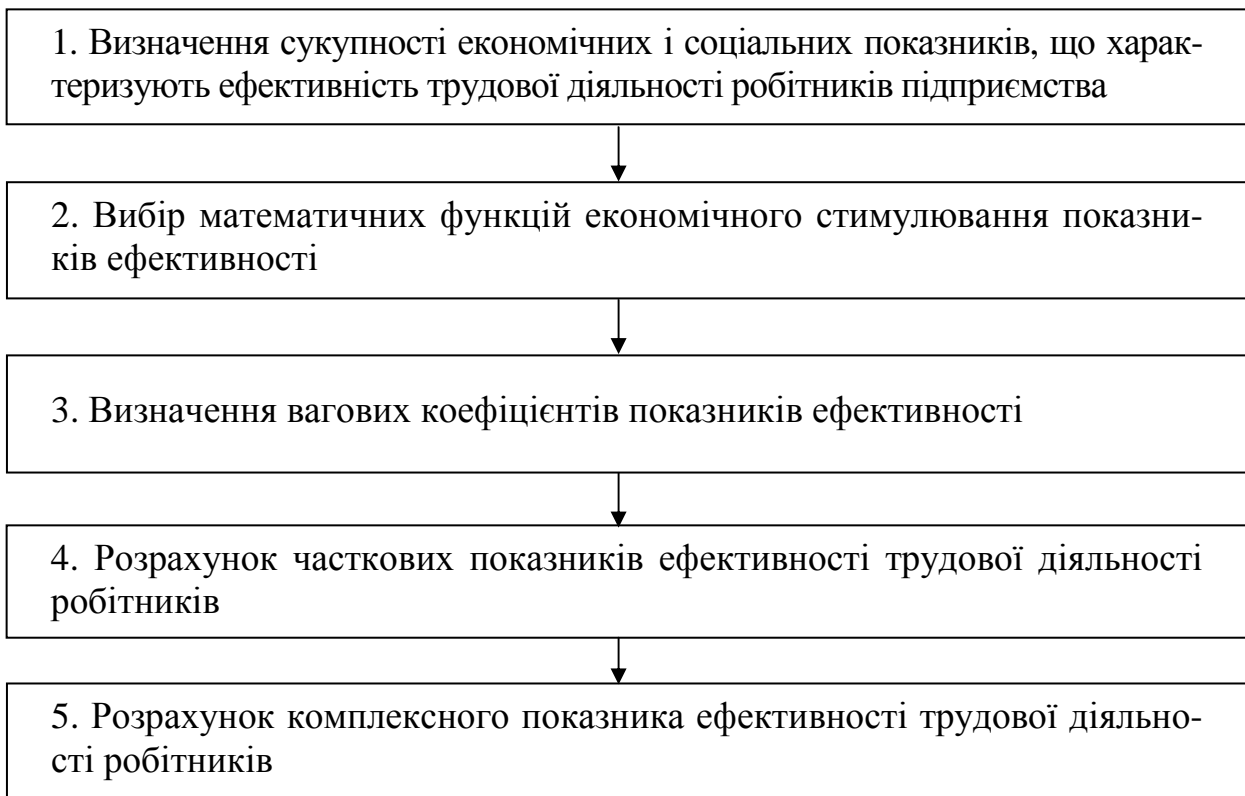 1. Визначення сукупності економічних і соціальних показників, що харак-
теризують ефективність трудової діяльності робітників підприємства
2. Вибір математичних функцій економічного стимулювання показни-
ків ефективності
3. Визначення вагових коефіцієнтів показників ефективності
4. Розрахунок часткових показників ефективності трудової діяльності
робітників
5. Розрахунок комплексного показника ефективності трудової діяльно-
сті робітників